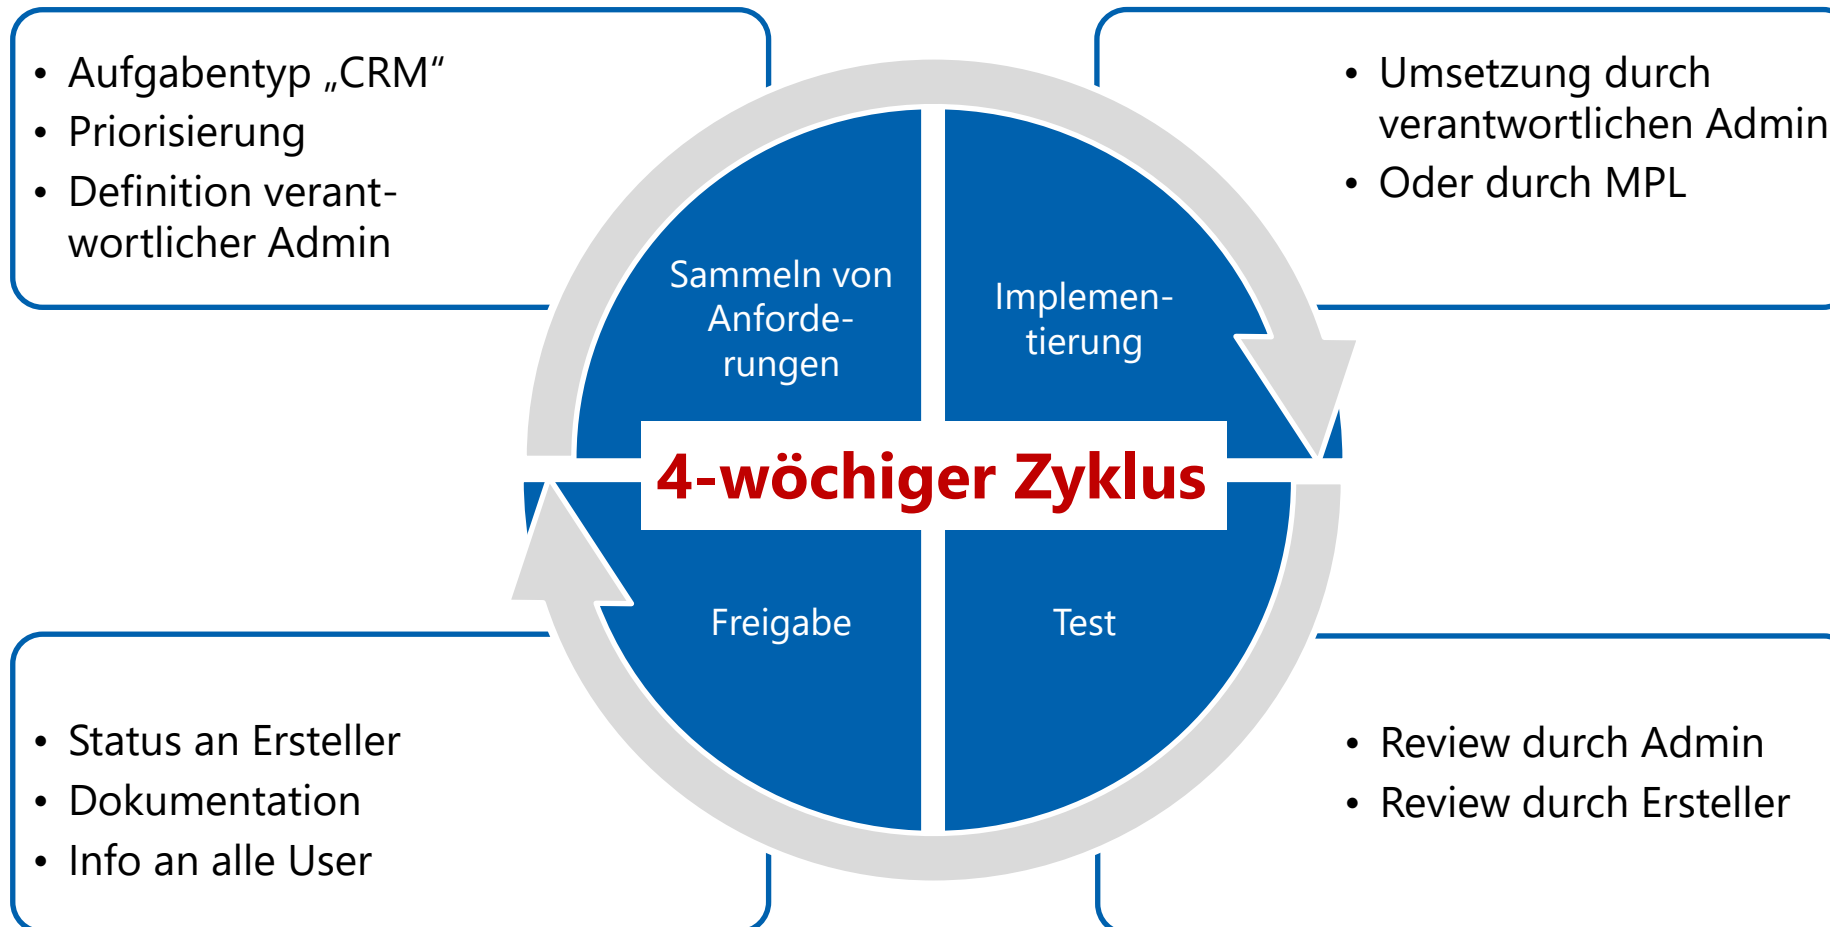 • Aufgabentyp „CRM“
• Priorisierung
• Definition verant-
wortlicher Admin
• Umsetzung durch
verantwortlichen Admin
• Oder durch MPL
Sammeln von
Anforde-
rungen
Implemen-
tierung
4-wöchiger Zyklus
Freigabe
Test
• Status an Ersteller
• Dokumentation
• Info an alle User
• Review durch Admin
• Review durch Ersteller